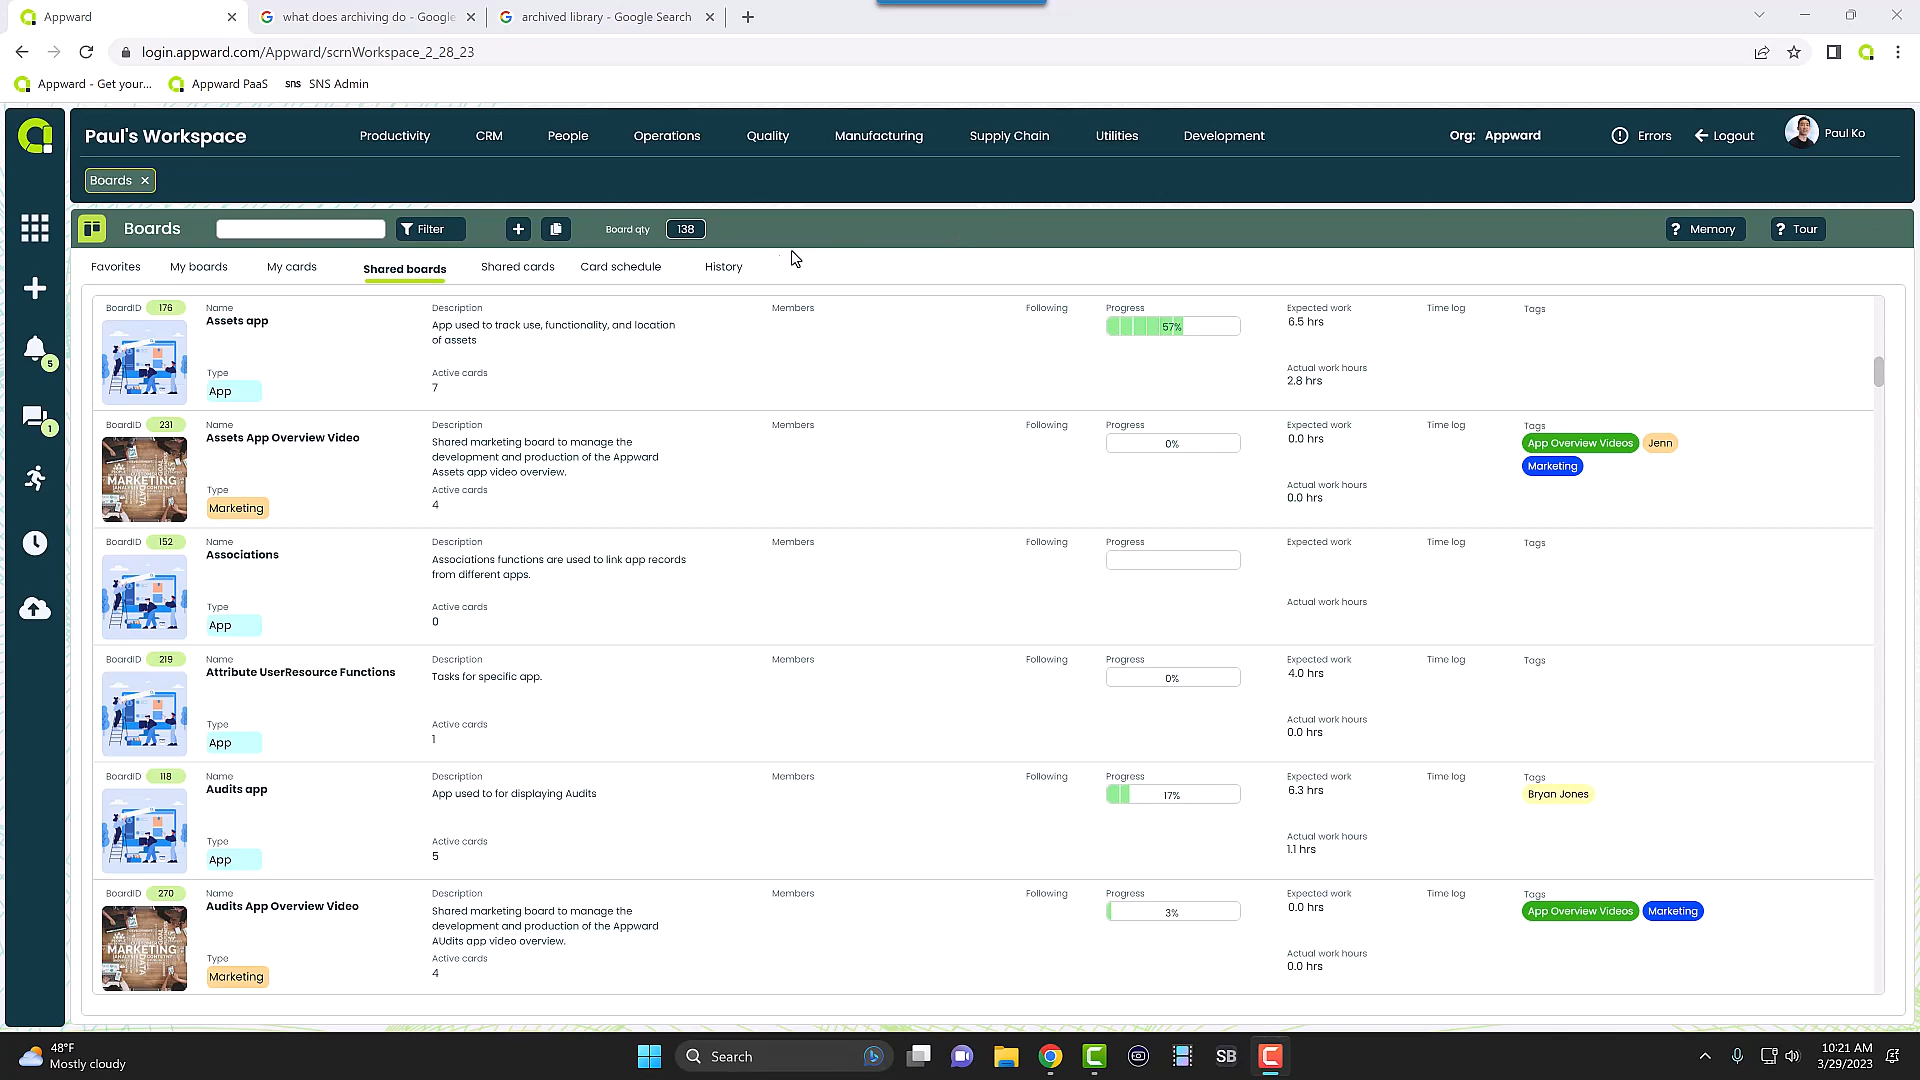 Appward
what does archiving do - Google
archived library - Google Search
login.appward.com/Appward/scrnWorkspace_2_28_23
Appward - Get your...
Appward PaaS
sns SNS Admin
Paul's Workspace
Productivity
CRM
People
Operations
Quality
Manufacturing
Supply Chain
Utilities
Development
Org: Appward
Errors
Logout
Paul Ko
Boards
Boards
Filter
Board qty 138
? Memory
? Tour
Favorites
My boards
My cards
Shared boards
Shared cards
Card schedule
History
BoardID 176
Name
Assets app
Type
App
Description
App used to track use, functionality, and location
of assets
Active cards
7
Members
Following
Progress
57%
Expected work
6.5 hrs
Actual work hours
2.8 hrs
Time log
Tags
BoardID 231
MARKETING
Name
Assets App Overview Video
Type
Marketing
Description
Shared marketing board to manage the
development and production of the Appward
Assets app video overview.
Active cards
4
Members
Following
Progress
0%
Expected work
0.0 hrs
Actual work hours
0.0 hrs
Time log
Tags
App Overview Videos Jenn
Marketing
BoardID 152
Name
Associations
Type
App
Description
Associations functions are used to link app records
from different apps.
Active cards
0
Members
Following
Progress
Expected work
Actual work hours
Time log
Tags
BoardID 219
Name
Attribute UserResource Functions
Type
App
Description
Tasks for specific app.
Active cards
1
Members
Following
Progress
0%
Expected work
4.0 hrs
Actual work hours
0.0 hrs
Time log
Tags
BoardID 118
Name
Audits app
Type
App
Description
App used to for displaying Audits
Active cards
5
Members
Following
Progress
17%
Expected work
6.3 hrs
Actual work hours
1.1 hrs
Time log
Tags
Bryan Jones
BoardID 270
MARKETING
Name
Audits App Overview Video
Type
Marketing
Description
Shared marketing board to manage the
development and production of the Appward
AUdits app video overview.
Active cards
4
Members
Following
Progress
3%
Expected work
0.0 hrs
Actual work hours
0.0 hrs
Time log
Tags
App Overview Videos Marketing
5
1
48°F
Mostly cloudy
Search
SB
10:21 AM
3/29/2023